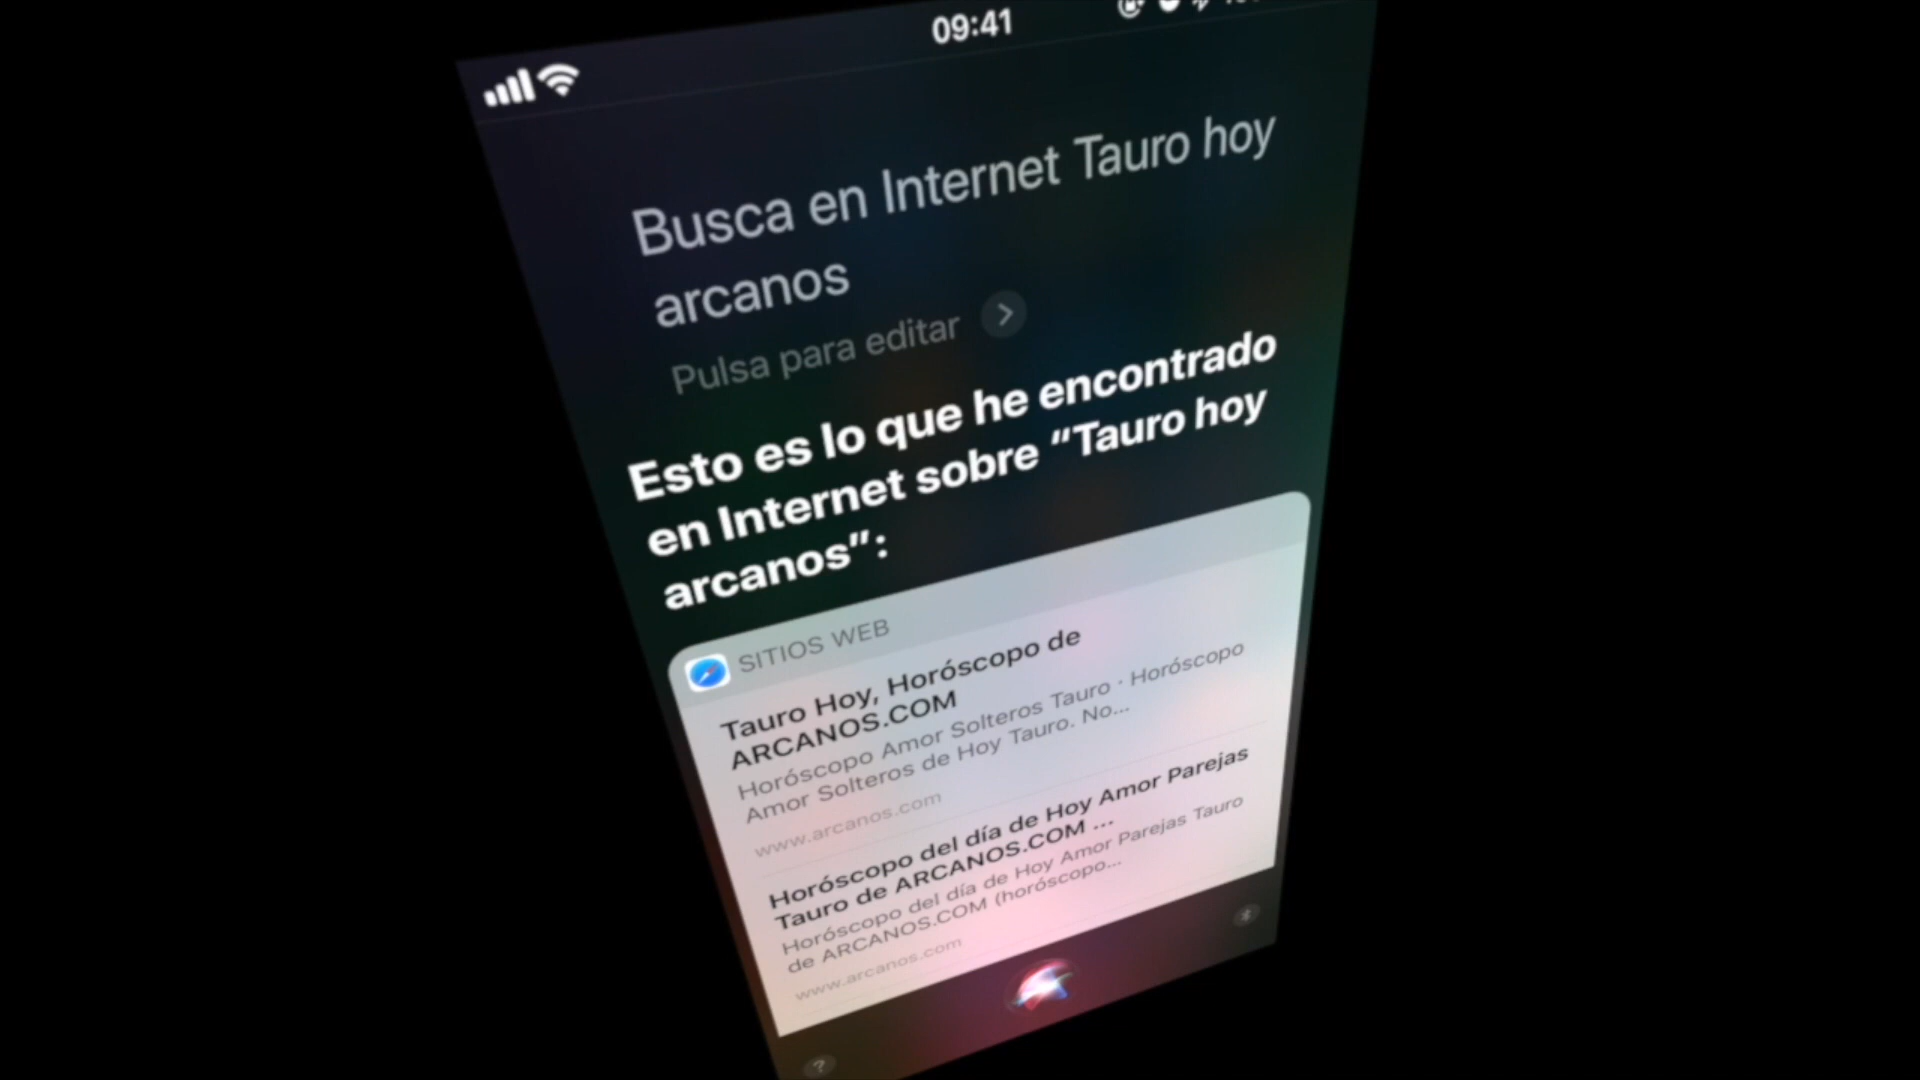 09:41
Busca en Internet Tauro hoy
arcanos
Pulsa para editar
Esto es lo que he encontrado
en Internet sobre “Tauro hoy
arcanos”:
SITIOS WEB
Tauro Hoy, Horóscopo de
ARCANOS.COM
Horóscopo Amor Solteros Tauro · Horóscopo
Amor Solteros de Hoy Tauro. No...
www.arcanos.com
Horóscopo del día de Hoy Amor Parejas
Tauro de ARCANOS.COM ...
Horóscopo del día de Hoy Amor Parejas Tauro
de ARCANOS.COM (horóscopo...
www.arcanos.com
?